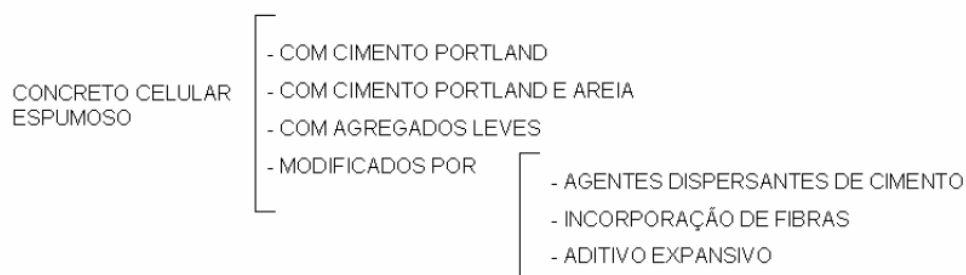 CONCRETO CELULAR
ESPUMOSO
- COM CIMENTO PORTLAND
- COM CIMENTO PORTLAND E AREIA
- COM AGREGADOS LEVES
- MODIFICADOS POR
- AGENTES DISPERSANTES DE CIMENTO
- INCORPORAÇÃO DE FIBRAS
- ADITIVO EXPANSIVO